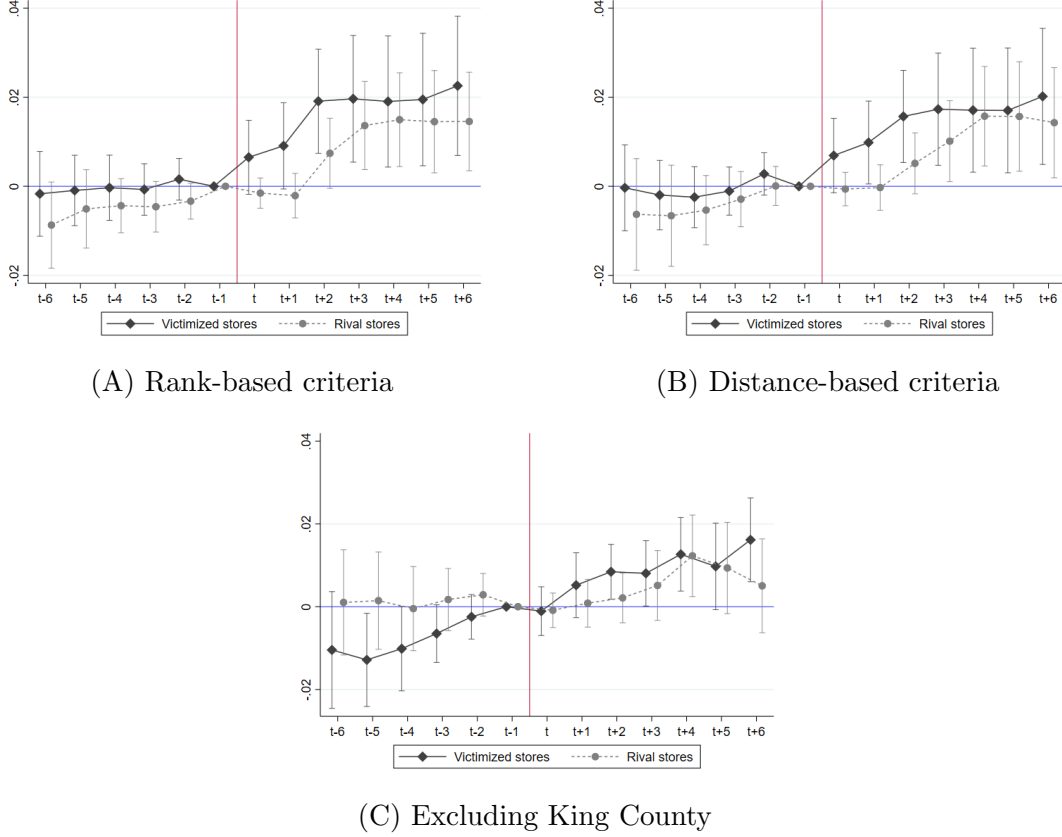 .04
.02
0
-.02
t-6 t-5 t-4 t-3 t-2 t-1 t t+1 t+2 t+3 t+4 t+5 t+6
Victimized stores Rival stores
(A) Rank-based criteria
.04
.02
0
-.02
t-6 t-5 t-4 t-3 t-2 t-1 t t+1 t+2 t+3 t+4 t+5 t+6
Victimized stores Rival stores
(B) Distance-based criteria
.04
.02
0
-.02
t-6 t-5 t-4 t-3 t-2 t-1 t t+1 t+2 t+3 t+4 t+5 t+6
Victimized stores Rival stores
(C) Excluding King County